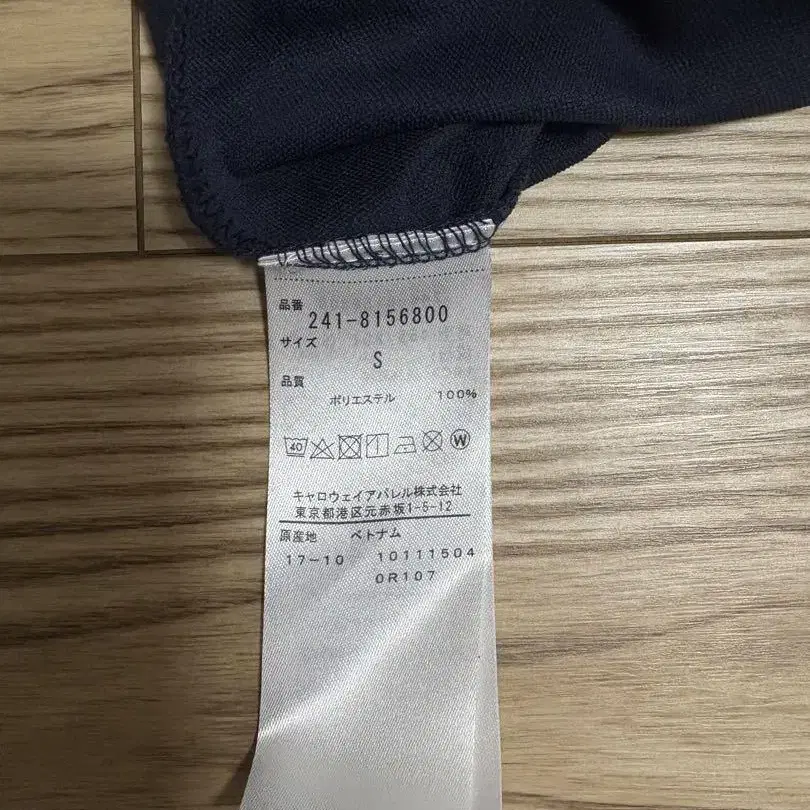 品番
241-8156800
サイズ
S
品質
ポリエステル 100%
40 W
キャロウェイアパレル株式会社
東京都港区元赤坂1-5-12
原産地 ベトナム
17-10 10111504
0R107